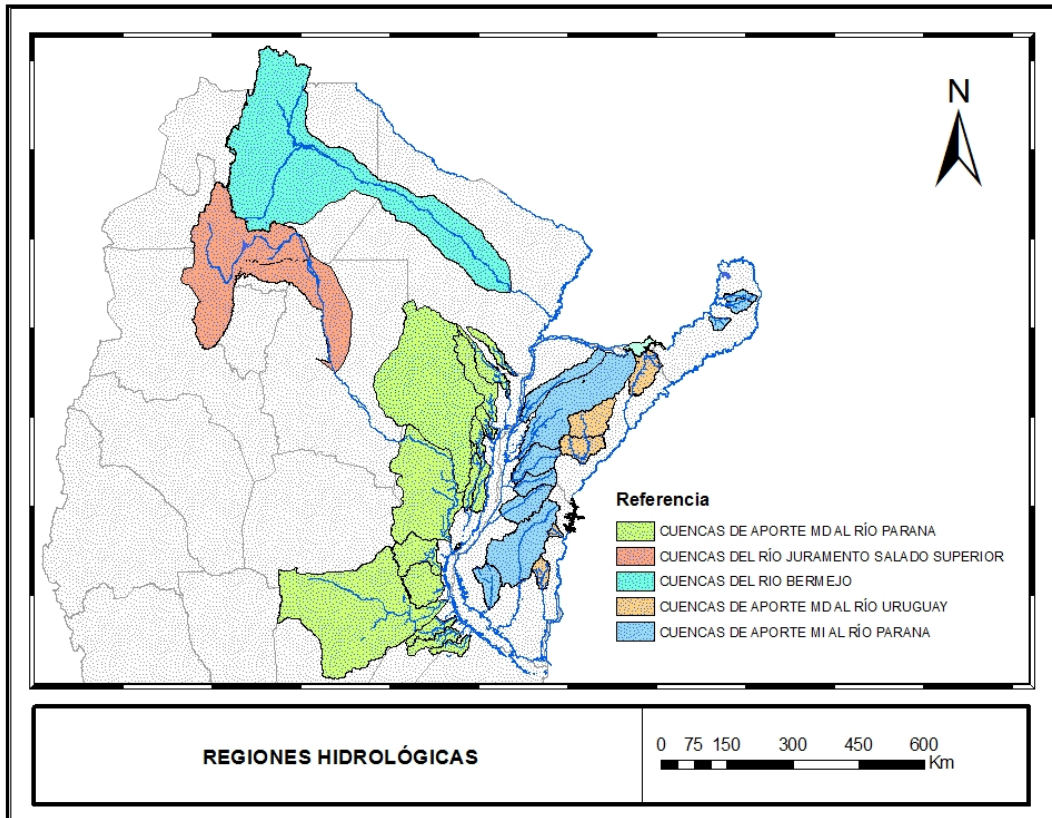 N
Referencia
CUENCAS DE APORTE MD AL RÍO PARANA
CUENCAS DEL RÍO JURAMENTO SALADO SUPERIOR
CUENCAS DEL RIO BERMEJO
CUENCAS DE APORTE MD AL RÍO URUGUAY
CUENCAS DE APORTE MI AL RÍO PARANA
REGIONES HIDROLÓGICAS
0 75 150 300 450 600
Km